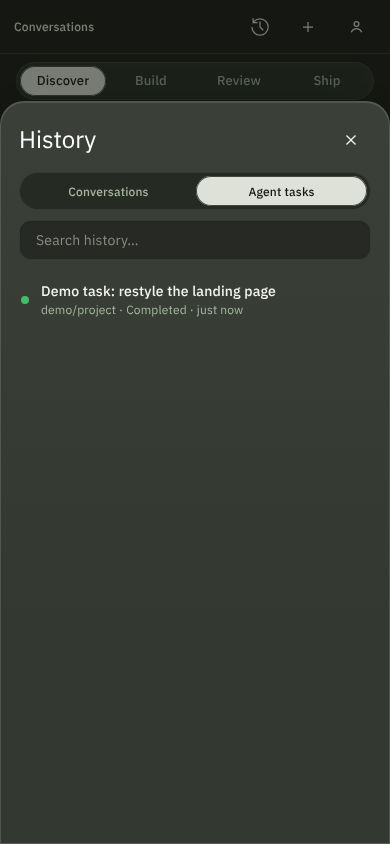 Conversations
Discover Build Review Ship
History
Conversations Agent tasks
Search history...
Demo task: restyle the landing page
demo/project · Completed · just now